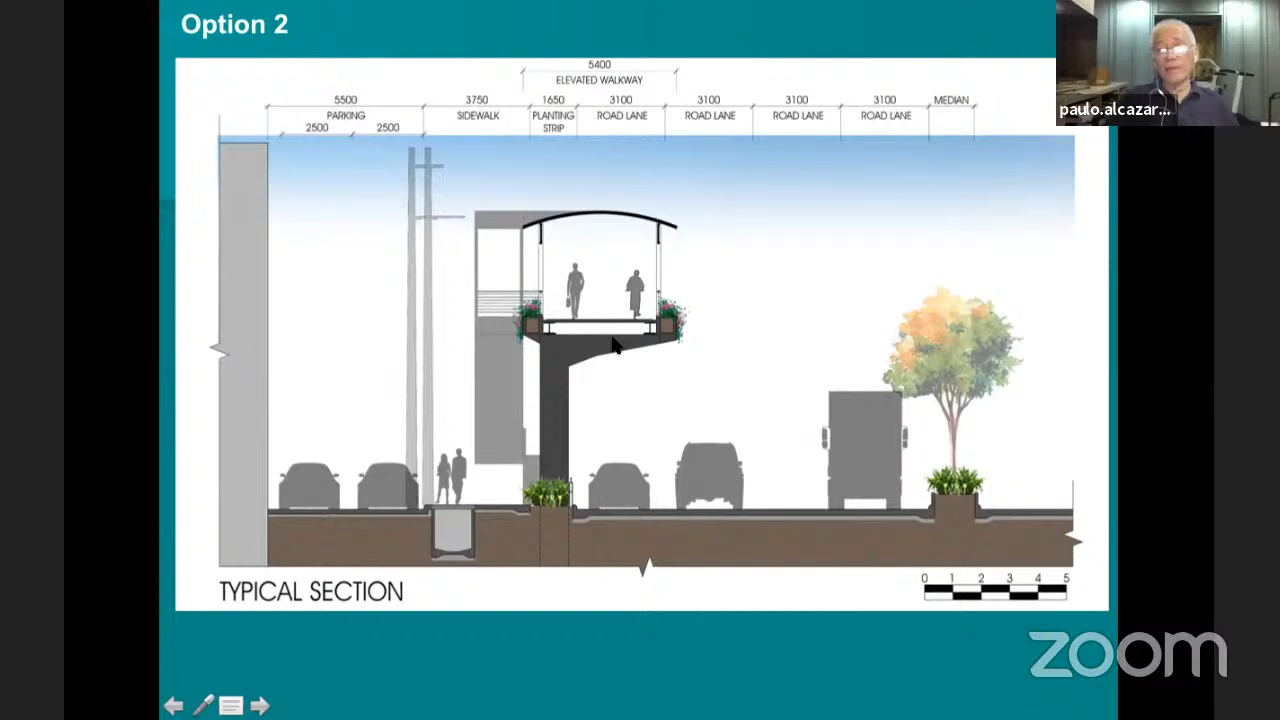 Option 2
paulo.alcazar...
5400
ELEVATED WALKWAY
5500
3750
1650
3100
3100
3100
3100
MEDIAN
PARKING
SIDEWALK
PLANTING
STRIP
ROAD LANE
ROAD LANE
ROAD LANE
ROAD LANE
2500
2500
TYPICAL SECTION
0 1 2 3 4 5
zoom